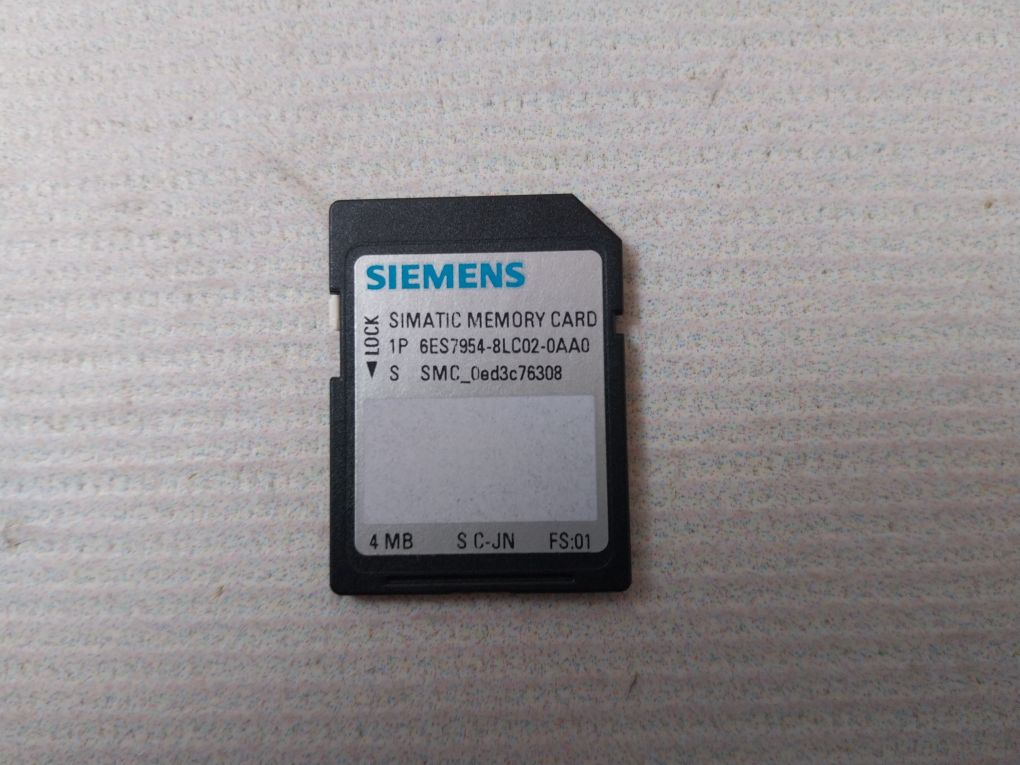 SIEMENS
◄ LOCK
SIMATIC MEMORY CARD
1P 6ES7954-8LC02-0AA0
S SMC_0ed3c76308
4 MB S C-JN FS:01